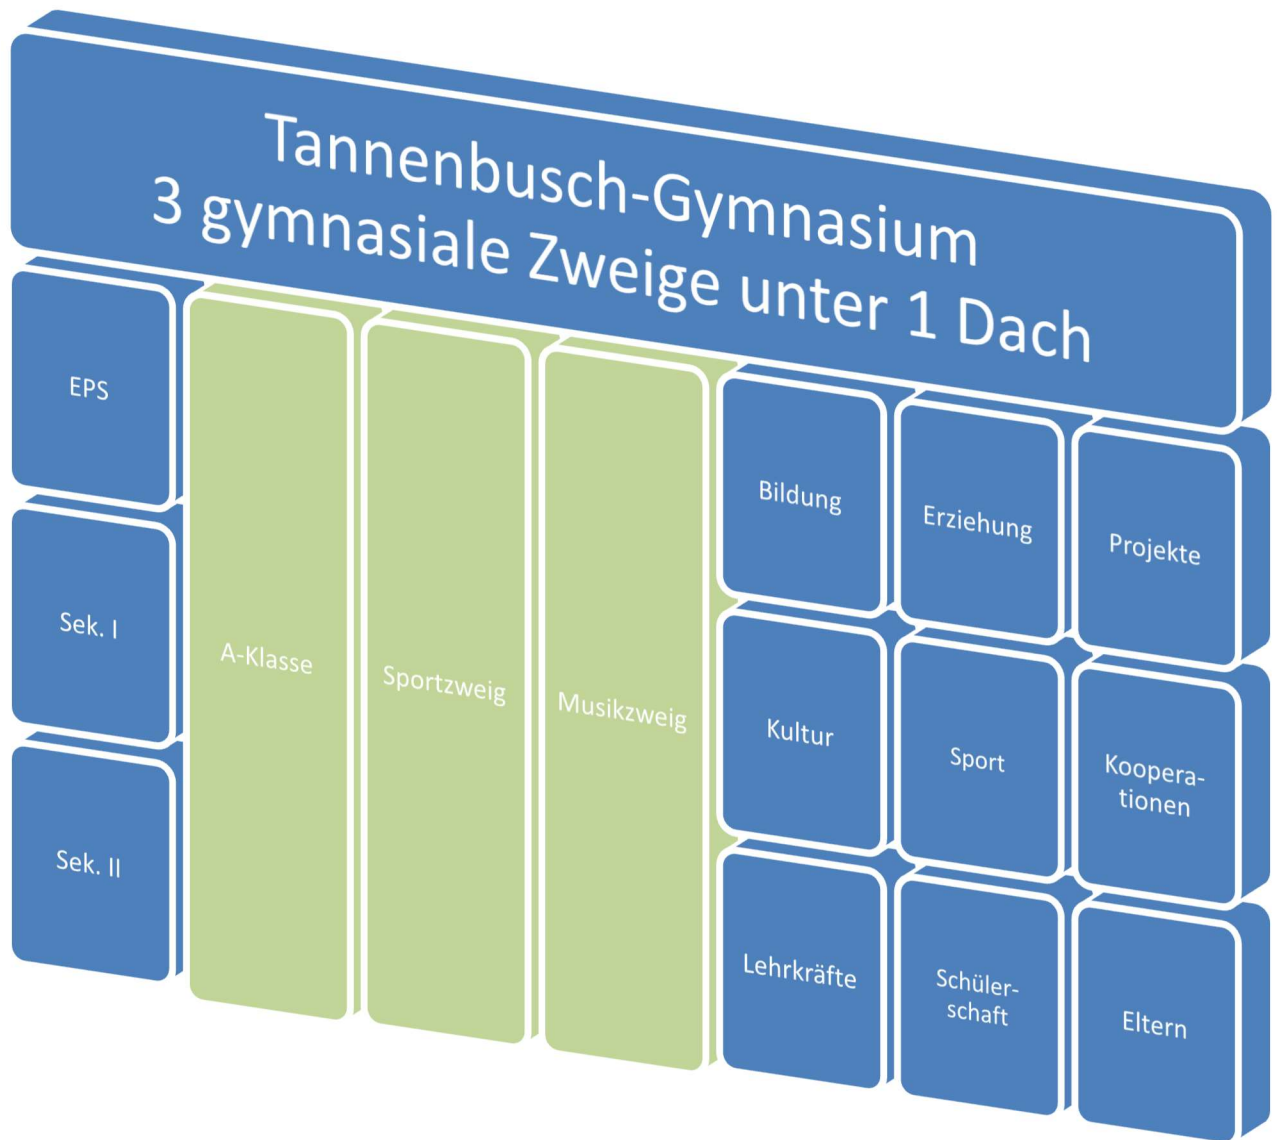 Tannenbusch-Gymnasium
3 gymnasiale Zweige unter 1 Dach
EPS
Sek. I
Sek. II
A-Klasse
Sportzweig
Musikzweig
Bildung
Erziehung
Projekte
Kultur
Sport
Koopera-
tionen
Lehrkräfte
Schüler-
schaft
Eltern